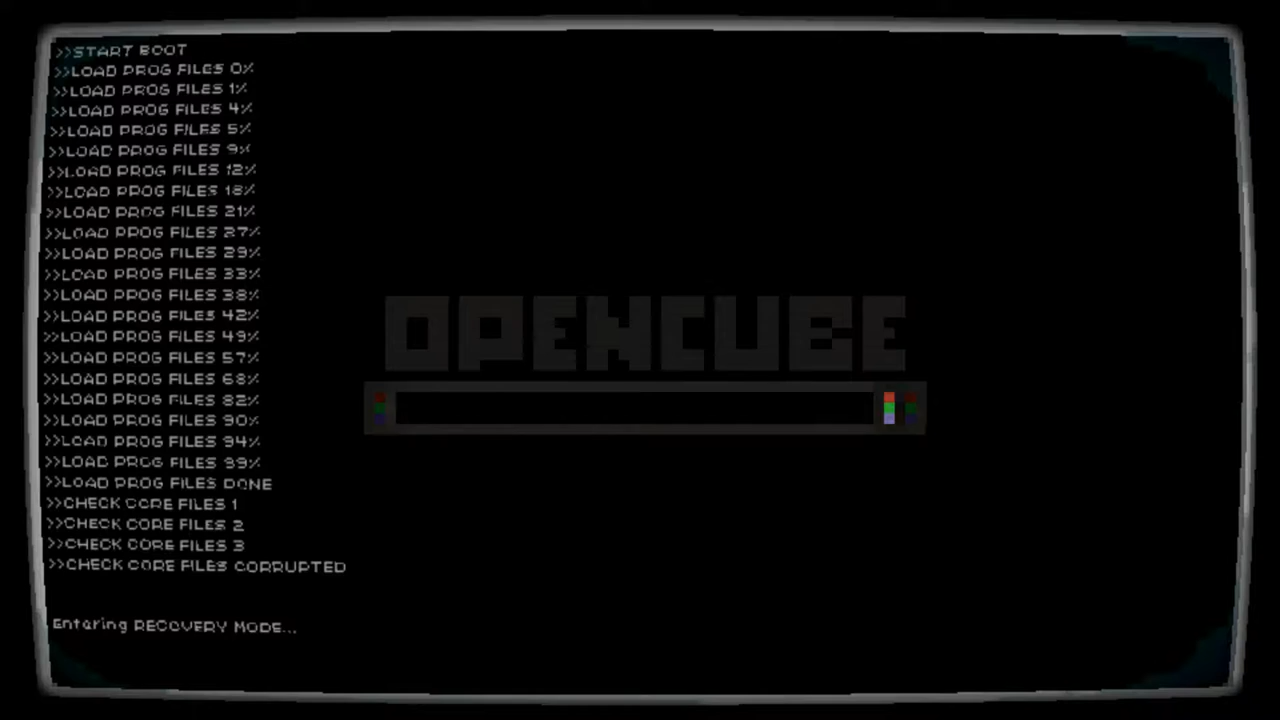 >>START BOOT
>>LOAD PROG FILES 0%
>>LOAD PROG FILES 1%
>>LOAD PROG FILES 4%
>>LOAD PROG FILES 5%
>>LOAD PROG FILES 9%
>>LOAD PROG FILES 12%
>>LOAD PROG FILES 18%
>>LOAD PROG FILES 21%
>>LOAD PROG FILES 27%
>>LOAD PROG FILES 29%
>>LOAD PROG FILES 33%
>>LOAD PROG FILES 38%
>>LOAD PROG FILES 42%
>>LOAD PROG FILES 49%
>>LOAD PROG FILES 57%
>>LOAD PROG FILES 68%
>>LOAD PROG FILES 82%
>>LOAD PROG FILES 90%
>>LOAD PROG FILES 94%
>>LOAD PROG FILES 99%
>>LOAD PROG FILES DONE
>>CHECK CORE FILES 1
>>CHECK CORE FILES 2
>>CHECK CORE FILES 3
>>CHECK CORE FILES CORRUPTED
Entering RECOVERY MODE...
OPENCUBE